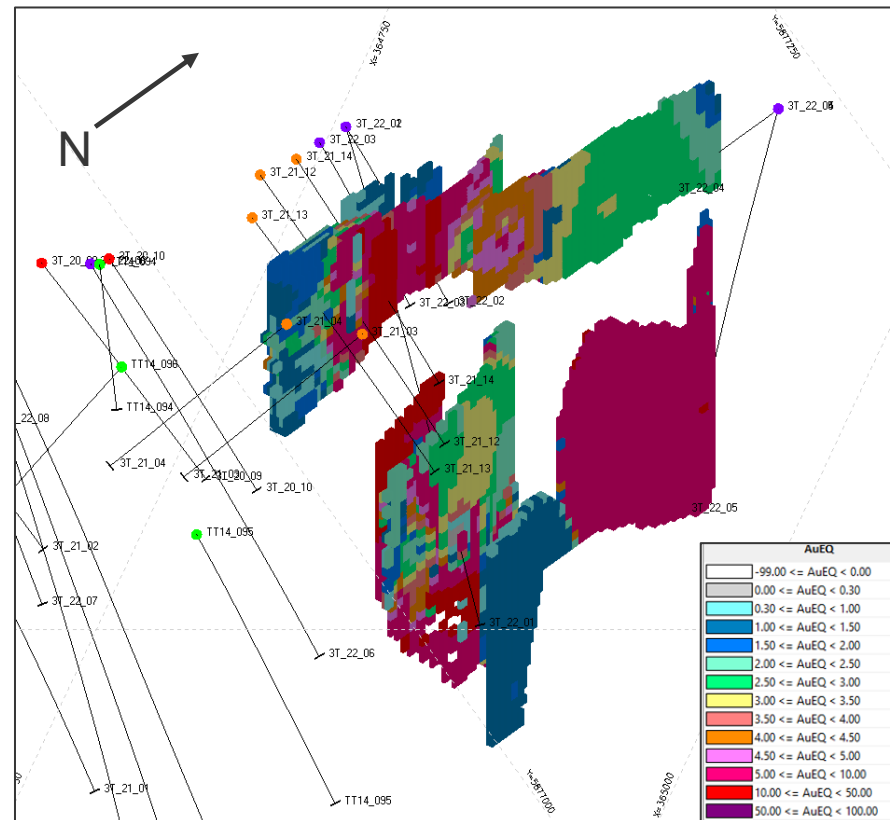 X=364750
Y=5877250
N
3T_22_04
3T_22_03
3T_21_14
3T_21_12
3T_21_13
3T_20_10
3T_21_04
3T_21_03
3T_22_02
TT14_096
TT14_094
3T_21_14
_22_08
3T_21_12
3T_21_13
3T_21_04
3T_20_09
3T_20_10
3T_22_05
TT14_095
3T_21_02
3T_22_07
3T_22_01
3T_22_06
3T_21_01
TT14_095
Y=5877000
X=365000
AuEQ
-99.00 <= AuEQ < 0.00
0.00 <= AuEQ < 0.30
0.30 <= AuEQ < 1.00
1.00 <= AuEQ < 1.50
1.50 <= AuEQ < 2.00
2.00 <= AuEQ < 2.50
2.50 <= AuEQ < 3.00
3.00 <= AuEQ < 3.50
3.50 <= AuEQ < 4.00
4.00 <= AuEQ < 4.50
4.50 <= AuEQ < 5.00
5.00 <= AuEQ < 10.00
10.00 <= AuEQ < 50.00
50.00 <= AuEQ < 100.00